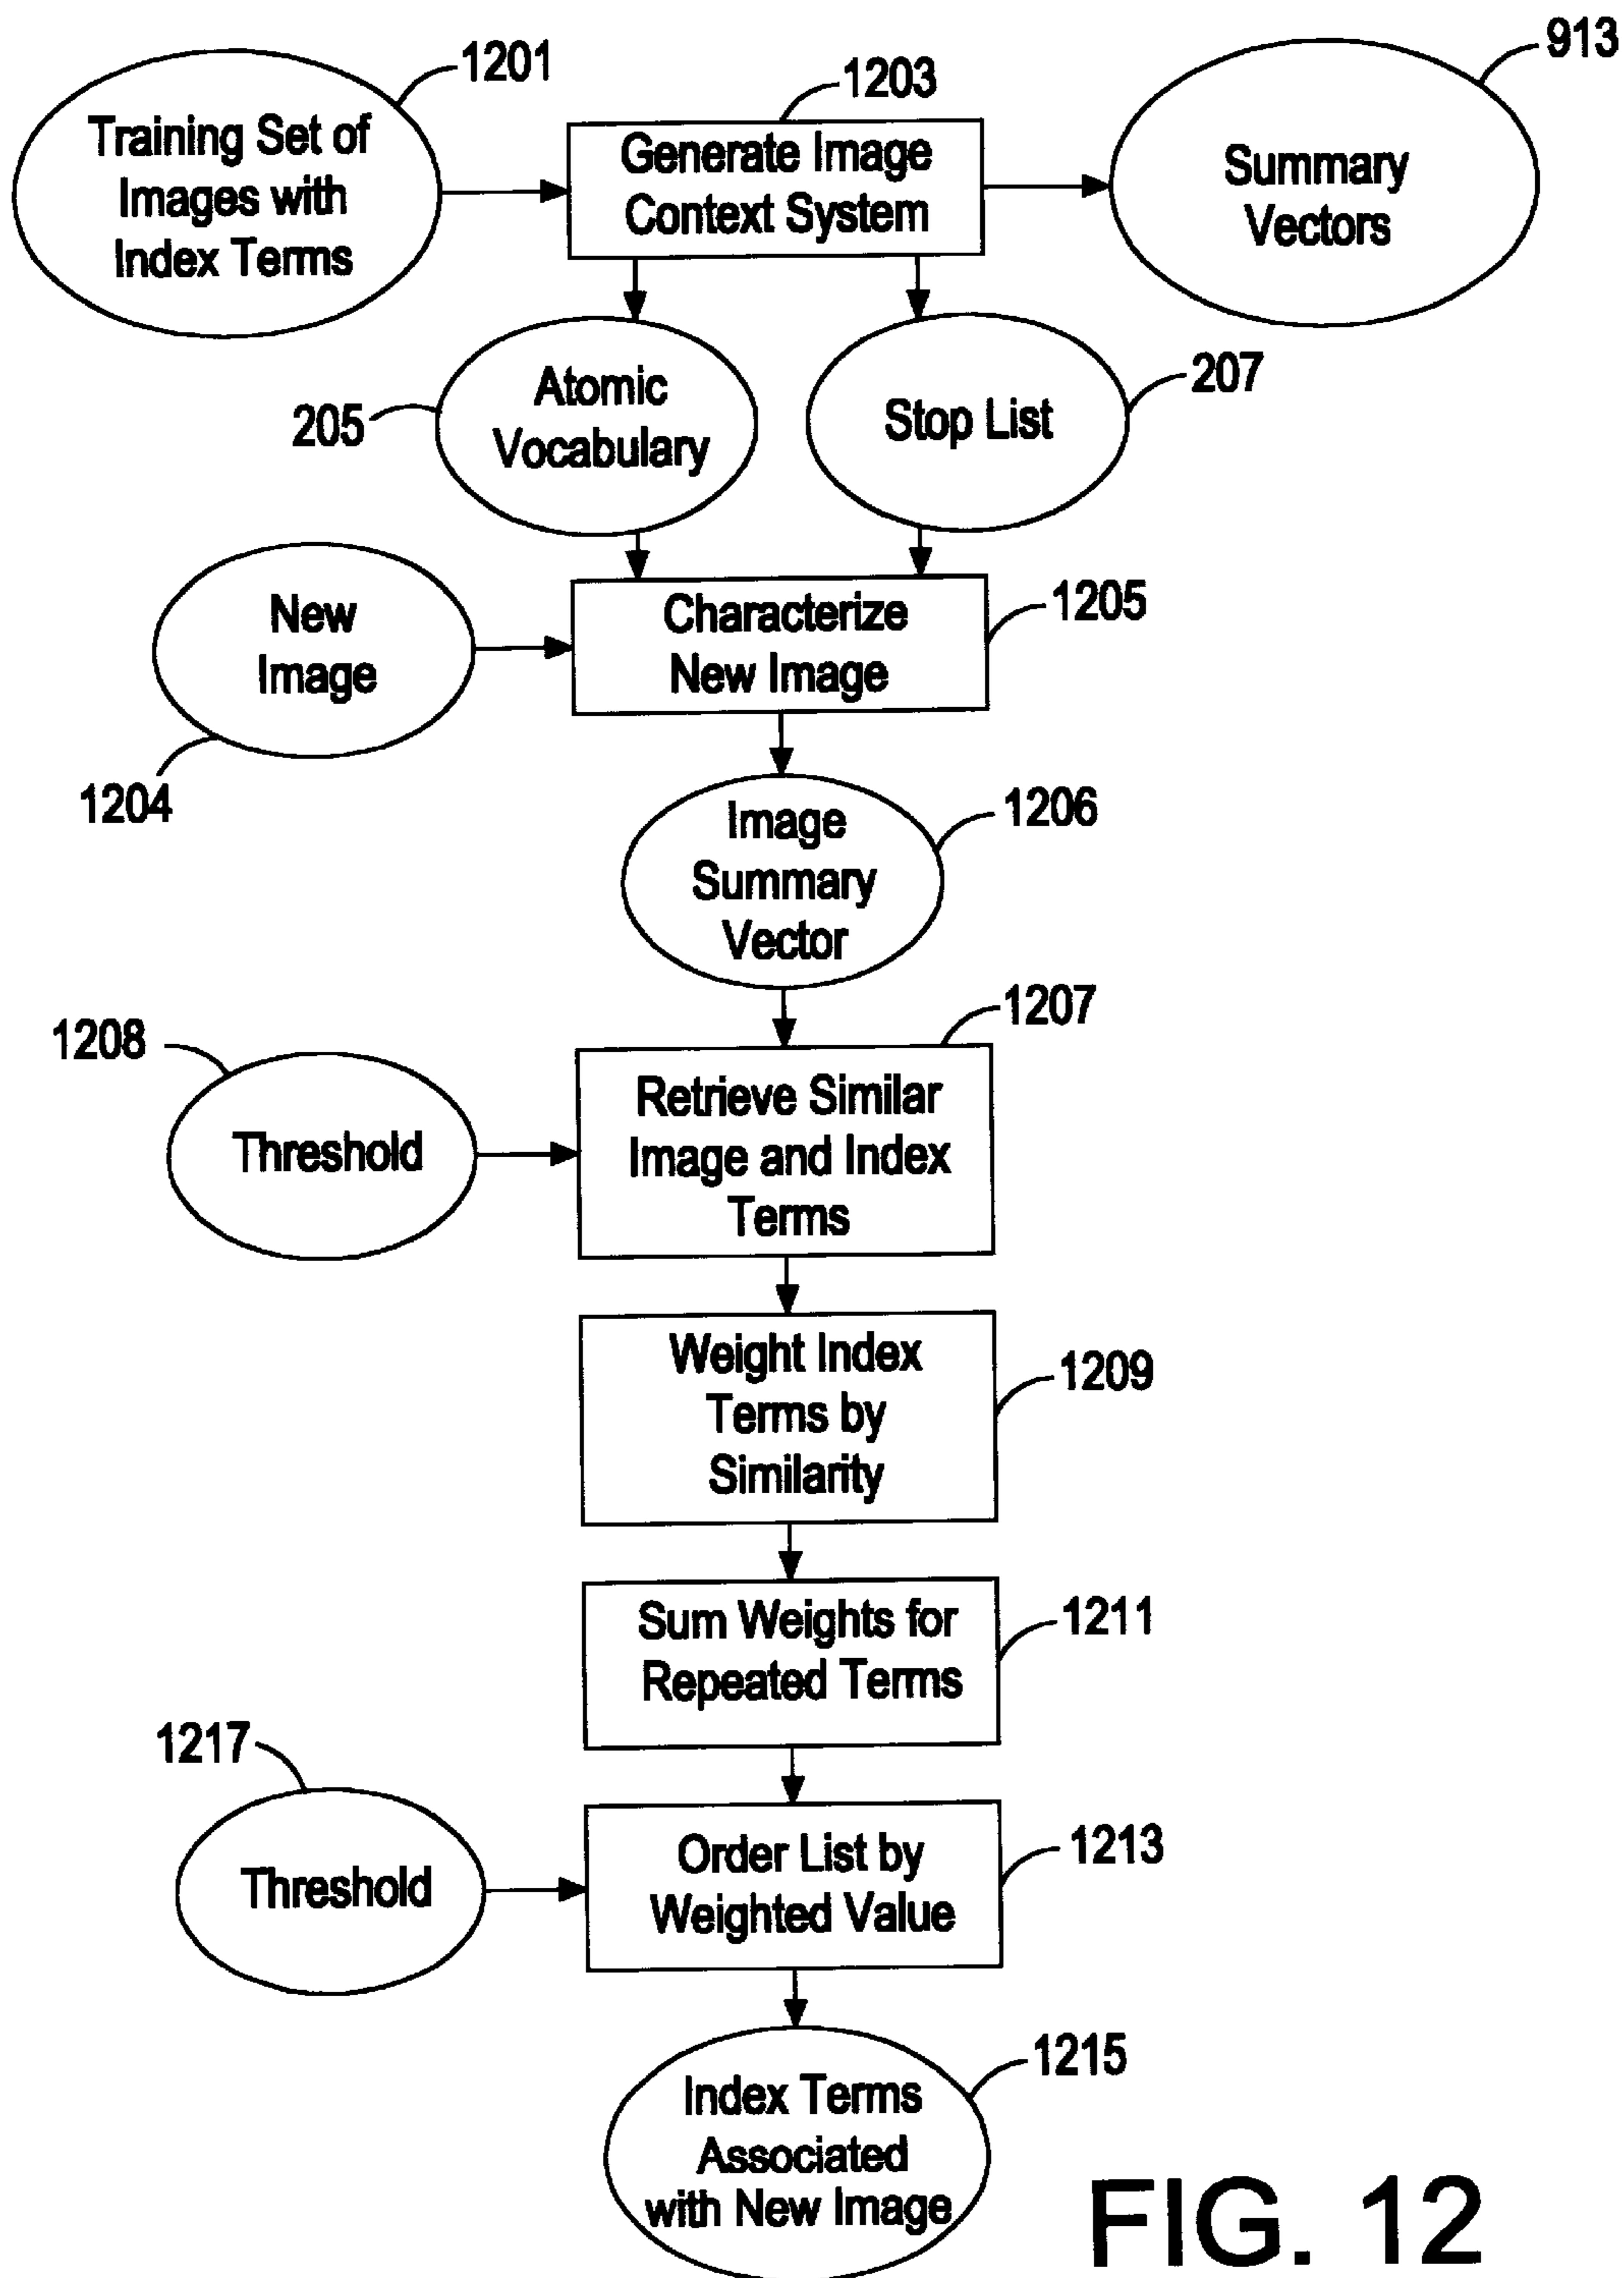 1201
Training Set of
Images with
Index Terms
1203
Generate Image
Context System
913
Summary
Vectors
205
Atomic
Vocabulary
Stop List
207
New
Image
1204
Characterize
New Image
1205
Image
Summary
Vector
1206
1207
1208
Threshold
Retrieve Similar
Image and Index
Terms
Weight Index
Terms by
Similarity
1209
Sum Weights for
Repeated Terms
1211
1217
Threshold
Order List by
Weighted Value
1213
Index Terms
Associated
with New Image
1215
FIG. 12